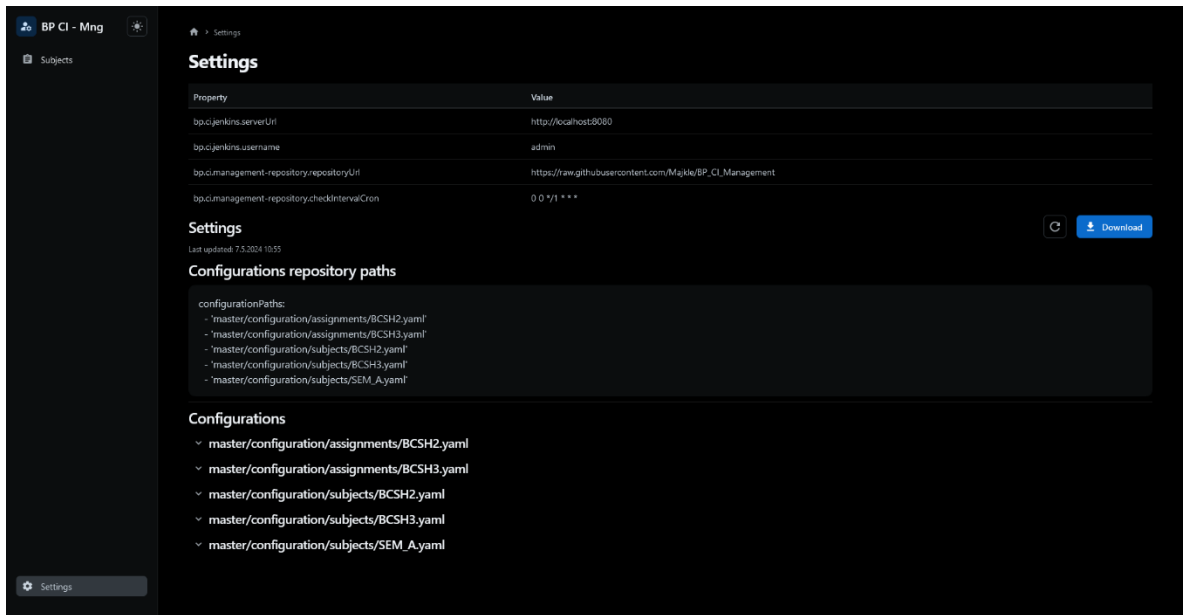 BP CI - Mng
Subjects
Settings
Settings
Settings
Property Value
bp.ci.jenkins.serverUrl http://localhost:8080
bp.ci.jenkins.username admin
bp.ci.management-repository.repositoryUrl https://raw.githubusercontent.com/Majkle/BP_CI_Management
bp.ci.management-repository.checkIntervalCron 0 0 */1 * * *
Settings
Download
Last updated: 7.5.2024 10:55
Configurations repository paths
configurationPaths:
- 'master/configuration/assignments/BCSH2.yaml'
- 'master/configuration/assignments/BCSH3.yaml'
- 'master/configuration/subjects/BCSH2.yaml'
- 'master/configuration/subjects/BCSH3.yaml'
- 'master/configuration/subjects/SEM_A.yaml'
Configurations
master/configuration/assignments/BCSH2.yaml
master/configuration/assignments/BCSH3.yaml
master/configuration/subjects/BCSH2.yaml
master/configuration/subjects/BCSH3.yaml
master/configuration/subjects/SEM_A.yaml